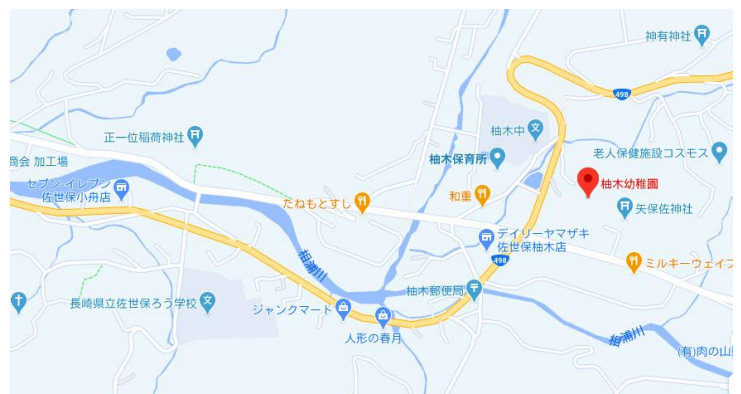 神有神社
498
柚木中
正一位稲荷神社
柚木保育所
老人保健施設コスモス
商会 加工場
セブン-イレブン
佐世保小舟店
柚木幼稚園
たねもとすし
和重
矢保佐神社
デイリーヤマザキ
佐世保柚木店
498
ミルキーウェイブ
相浦川
柚木郵便局
長崎県立佐世保ろう学校
ジャンクマート
人形の春月
相浦川
(有)肉の山